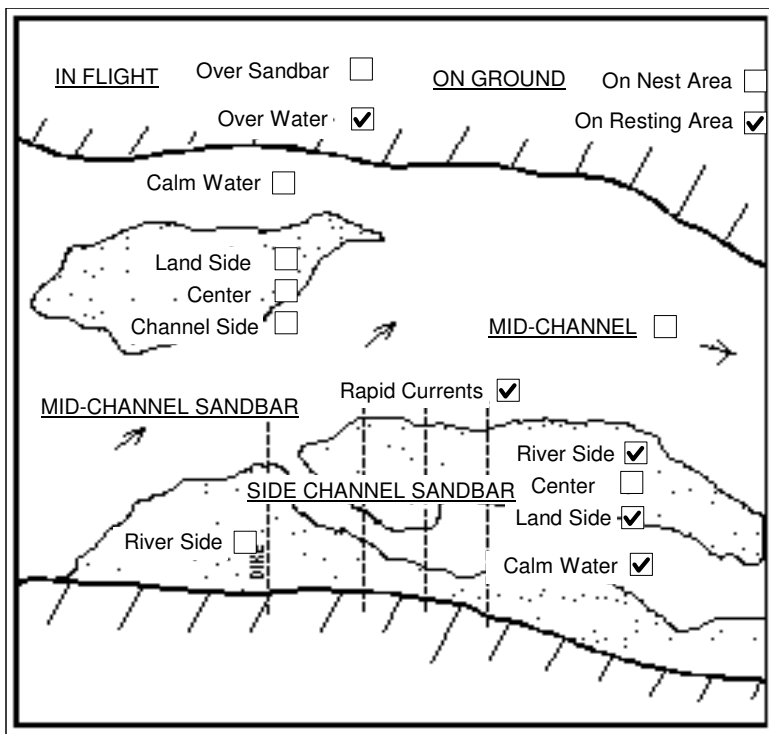 IN FLIGHT Over Sandbar ON GROUND On Nest Area
Over Water On Resting Area
Calm Water
Land Side
Center
Channel Side MID-CHANNEL
Rapid Currents
MID-CHANNEL SANDBAR
River Side
SIDE CHANNEL SANDBAR Center
Land Side
River Side
DIKE
Calm Water